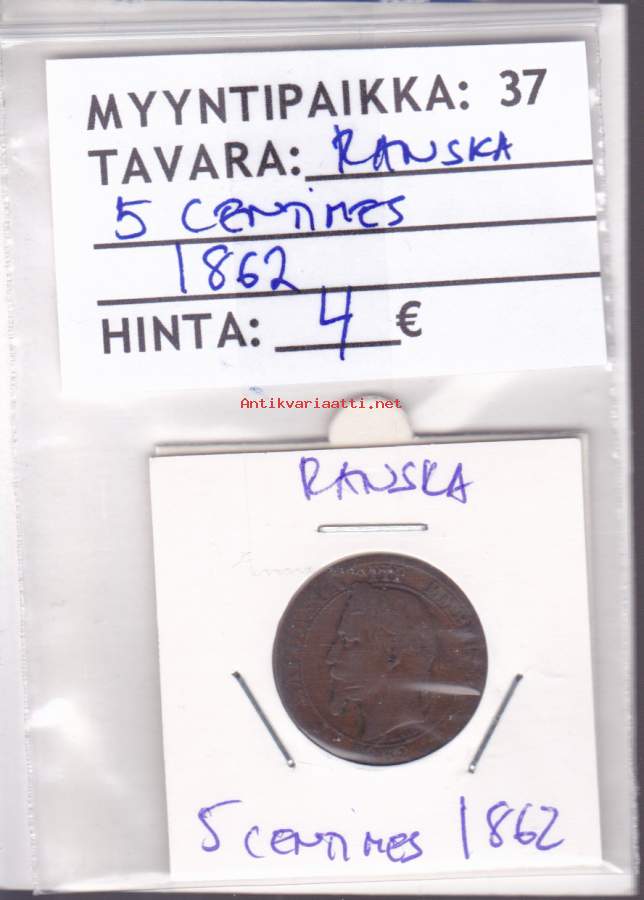 MYYNTIPAIKKA: 37
TAVARA: RANSKA
5 CENTIMES
1862
HINTA: 4 €
Antikvariaatti.net
RANSKA
5 CENTIMES 1862